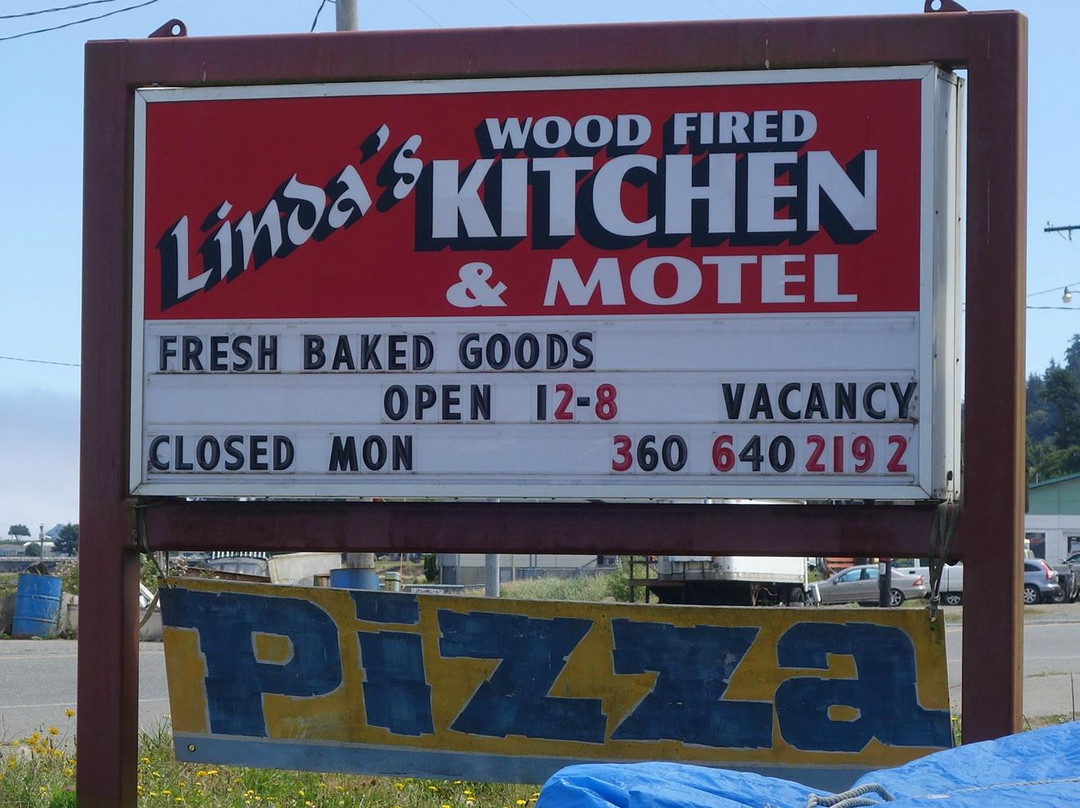 Linda's WOOD FIRED
KITCHEN
& MOTEL
FRESH BAKED GOODS
OPEN 12-8 VACANCY
CLOSED MON 360 640 2192
Pizza